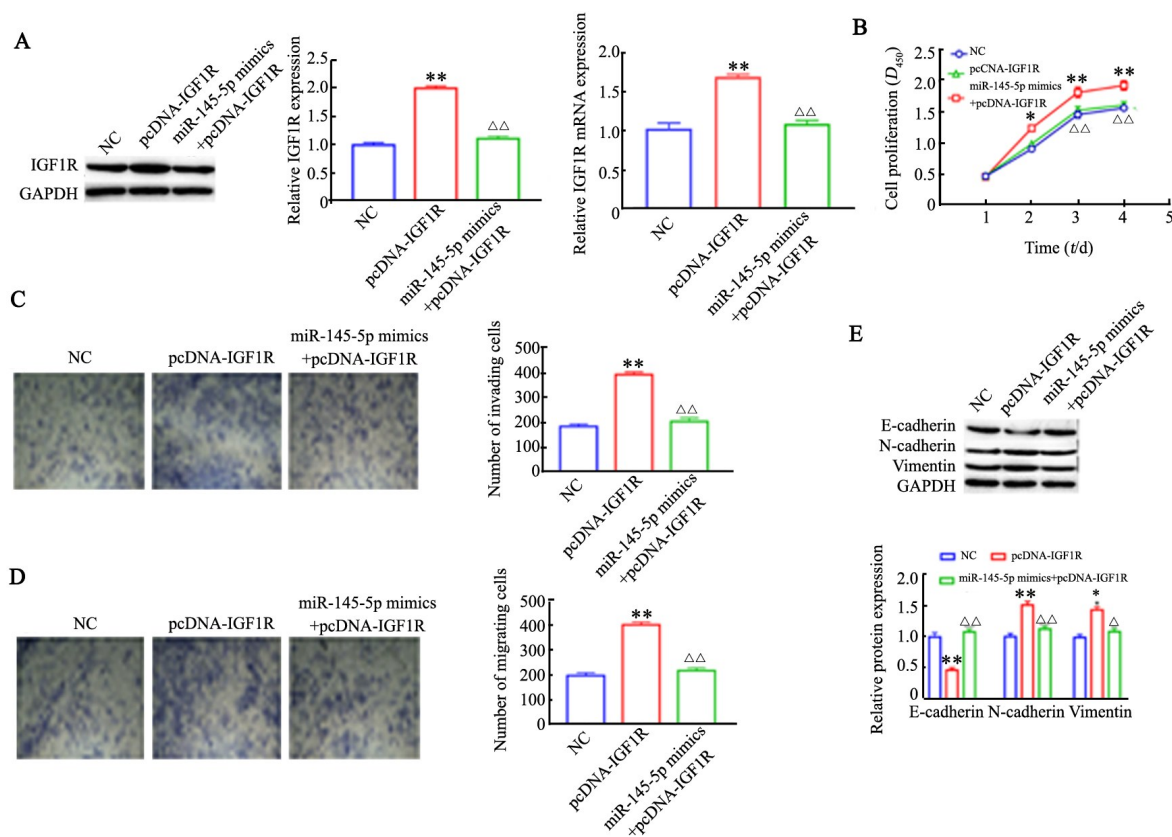 A
NC
pcDNA-IGF1R
miR-145-5p mimics
+pcDNA-IGF1R
IGF1R
GAPDH
Relative IGF1R expression
2.5
2.0
1.5
1.0
0.5
0
**
△△
NC
pcDNA-IGF1R
miR-145-5p mimics
+pcDNA-IGF1R
Relative IGF1R mRNA expression
2.0
1.5
1.0
0.5
0
**
△△
NC
pcDNA-IGF1R
miR-145-5p mimics
+pcDNA-IGF1R
B
Cell proliferation (D450)
2.5
2.0
1.5
1.0
0.5
0
NC
pcCNA-IGF1R
miR-145-5p mimics
+pcDNA-IGF1R
*
**
**
△△
△△
1 2 3 4 5
Time (t/d)
C
NC
pcDNA-IGF1R
miR-145-5p mimics
+pcDNA-IGF1R
Number of invading cells
500
400
300
200
100
0
**
△△
NC
pcDNA-IGF1R
miR-145-5p mimics
+pcDNA-IGF1R
D
NC
pcDNA-IGF1R
miR-145-5p mimics
+pcDNA-IGF1R
Number of migrating cells
500
400
300
200
100
0
**
△△
NC
pcDNA-IGF1R
miR-145-5p mimics
+pcDNA-IGF1R
E
NC
pcDNA-IGF1R
miR-145-5p mimics
+pcDNA-IGF1R
E-cadherin
N-cadherin
Vimentin
GAPDH
NC
pcDNA-IGF1R
miR-145-5p mimics+pcDNA-IGF1R
Relative protein expression
2.0
1.5
1.0
0.5
0
**
△△
**
△△
*
△
E-cadherin N-cadherin Vimentin